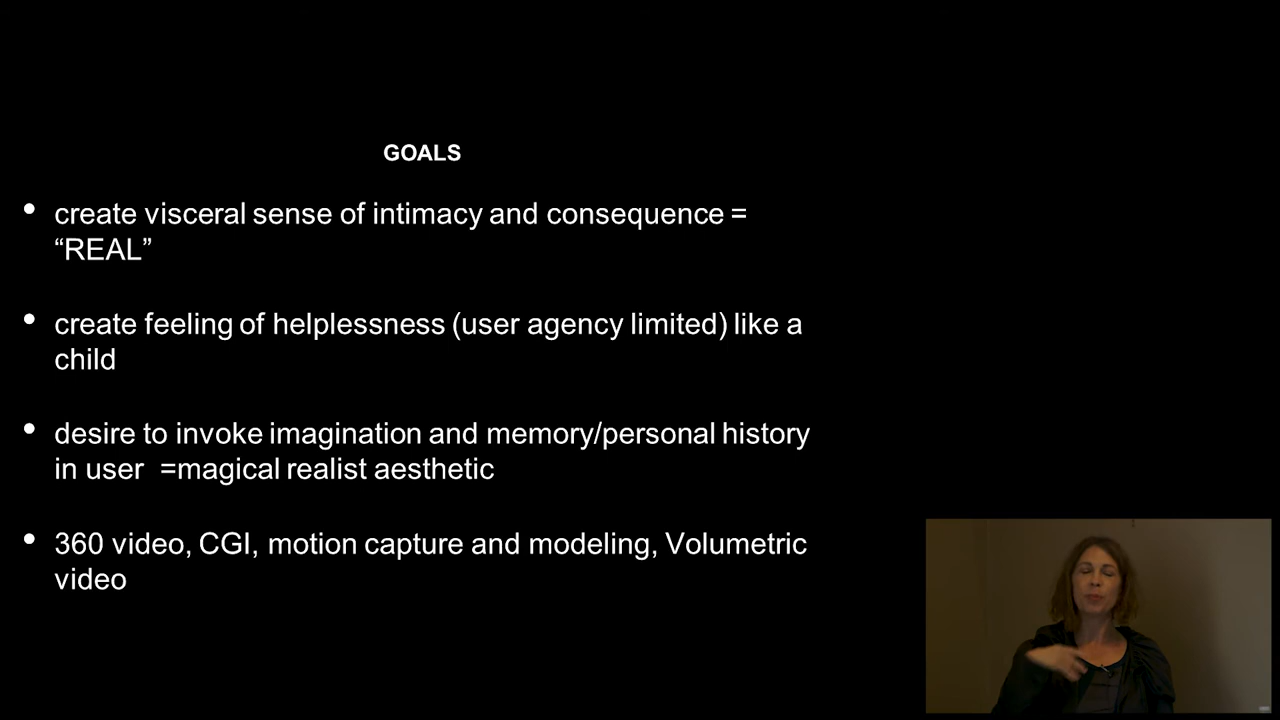 GOALS
• create visceral sense of intimacy and consequence =
“REAL”
• create feeling of helplessness (user agency limited) like a
child
• desire to invoke imagination and memory/personal history
in user  =magical realist aesthetic
• 360 video, CGI, motion capture and modeling, Volumetric
video